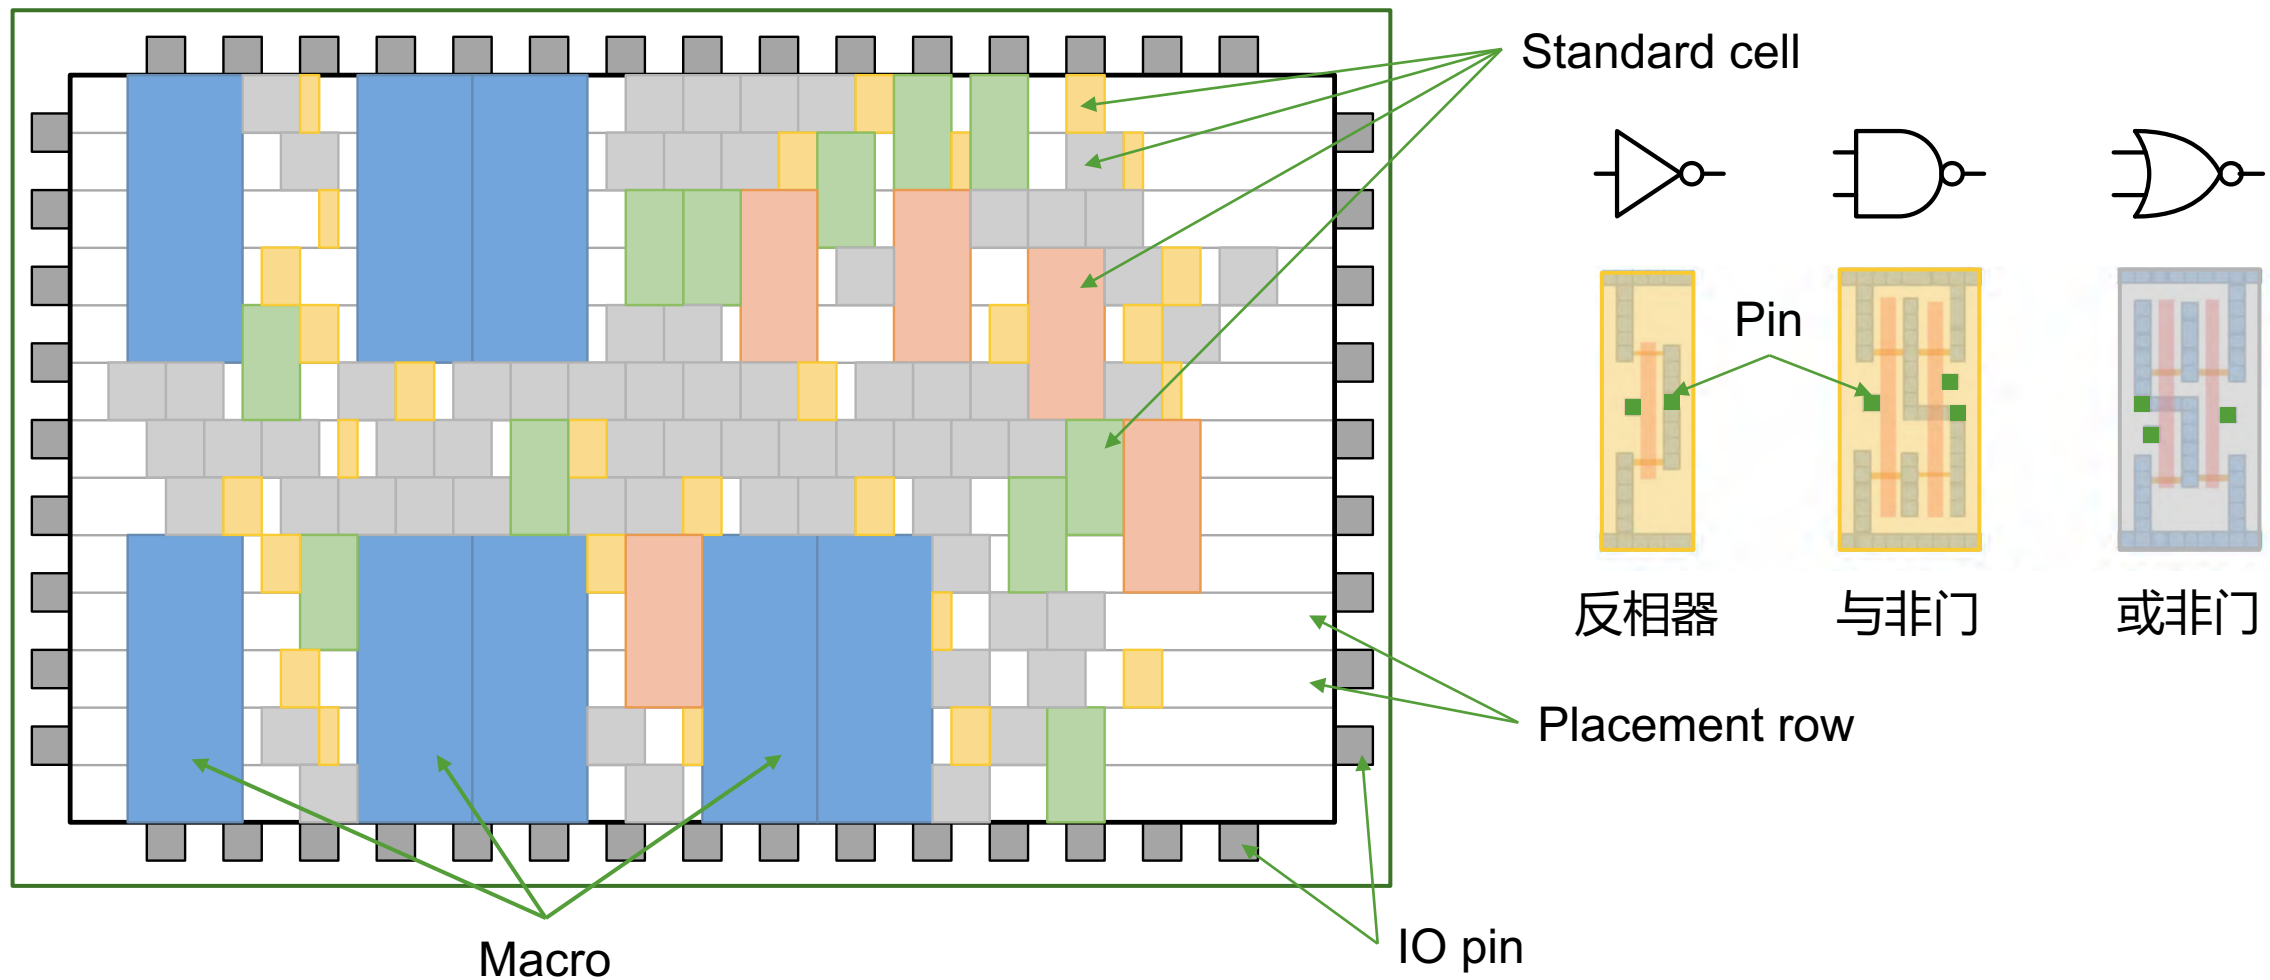 Standard cell
Pin
反相器
与非门
或非门
Placement row
IO pin
Macro